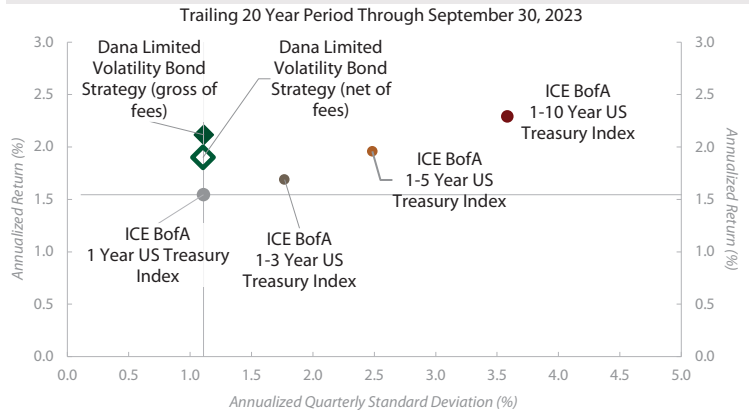 Trailing 20 Year Period Through September 30, 2023
3.0
2.5
2.0
1.5
1.0
0.5
0.0
Annualized Return (%)
Dana Limited
Volatility Bond
Strategy (gross of
fees)
Dana Limited
Volatility Bond
Strategy (net of
fees)
ICE BofA
1-10 Year US
Treasury Index
ICE BofA
1-5 Year US
Treasury Index
ICE BofA
1 Year US Treasury
Index
ICE BofA
1-3 Year US
Treasury Index
3.0
2.5
2.0
1.5
1.0
0.5
0.0
Annualized Return (%)
0.0 0.5 1.0 1.5 2.0 2.5 3.0 3.5 4.0 4.5 5.0
Annualized Quarterly Standard Deviation (%)